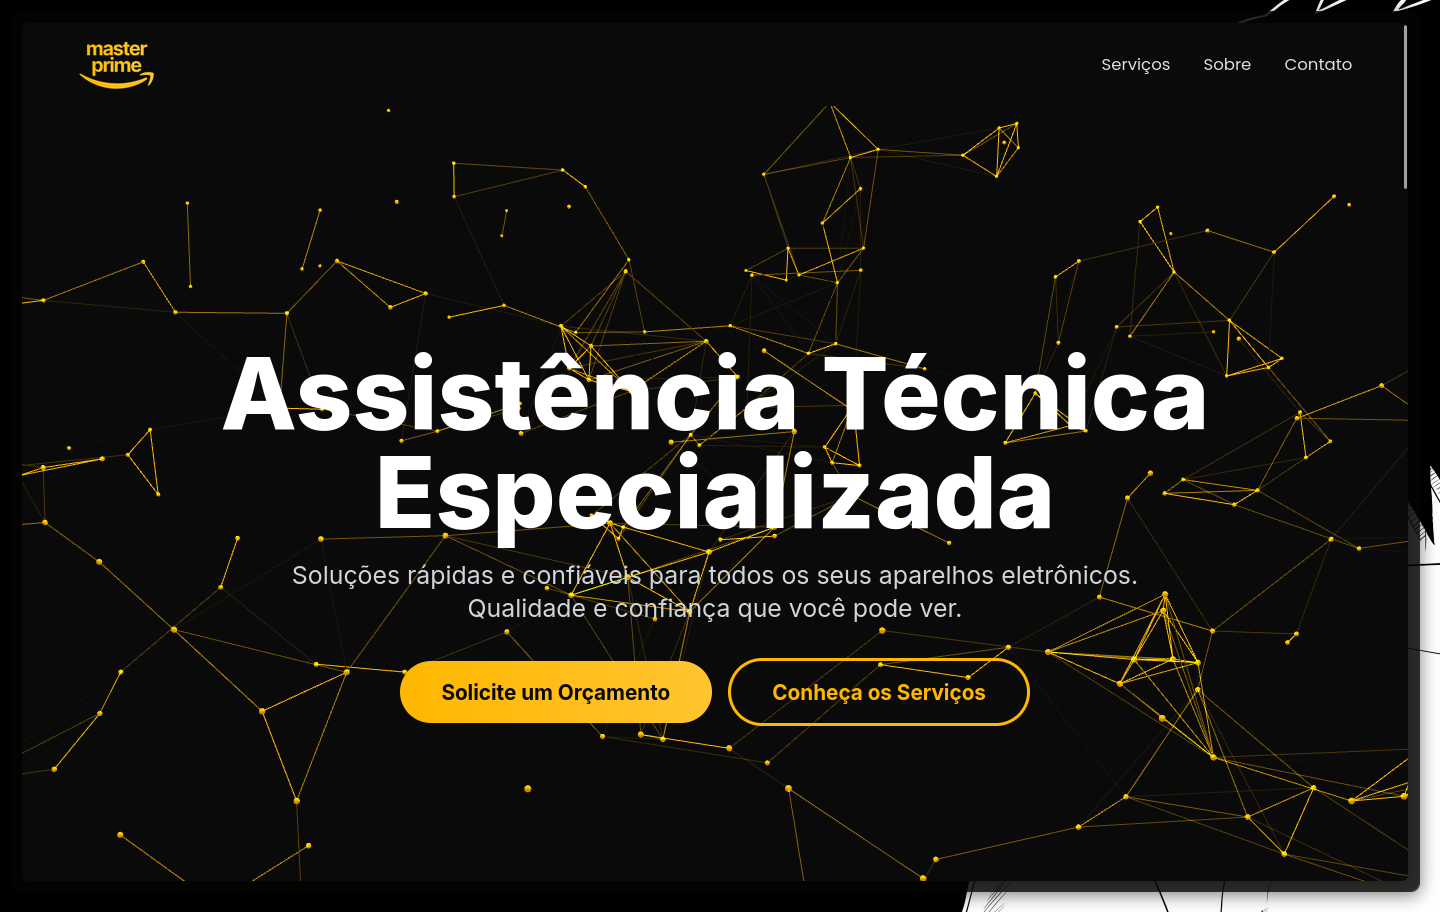 master
prime
Serviços Sobre Contato
Assistência Técnica
Especializada
Soluções rápidas e confiáveis para todos os seus aparelhos eletrônicos.
Qualidade e confiança que você pode ver.
Solicite um Orçamento Conheça os Serviços